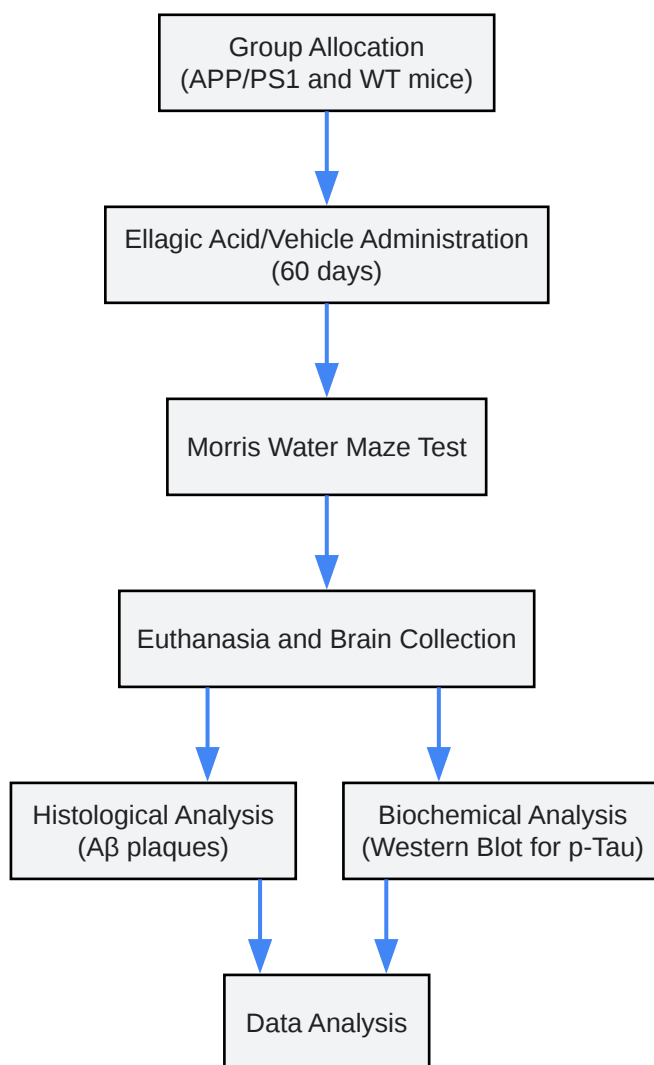 Group Allocation
(APP/PS1 and WT mice)
Ellagic Acid/Vehicle Administration
(60 days)
Morris Water Maze Test
Euthanasia and Brain Collection
Histological Analysis
(Aβ plaques)
Biochemical Analysis
(Western Blot for p-Tau)
Data Analysis